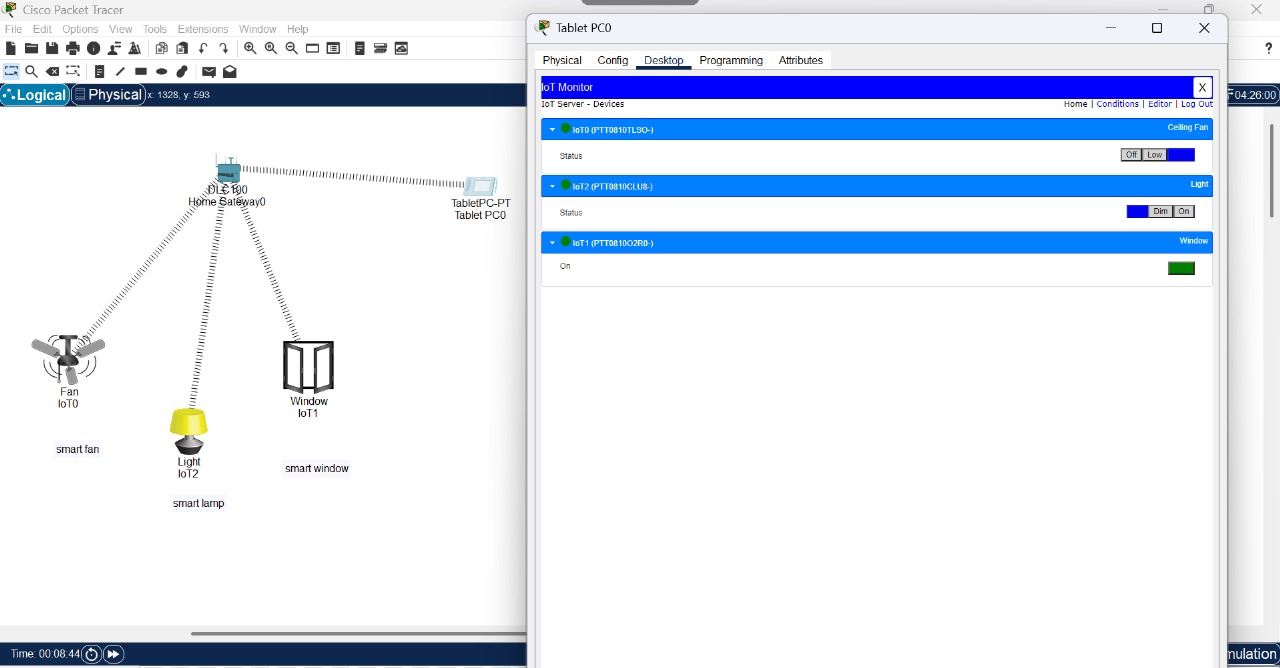 Cisco Packet Tracer
File Edit Options View Tools Extensions Window Help
?
Logical Physical x: 1328, y: 593
04:26:00
DLC100
Home Gateway0
TabletPC-PT
Tablet PC0
Fan
IoT0
smart fan
Light
IoT2
smart lamp
Window
IoT1
smart window
Time: 00:08:44
Tablet PC0
Physical Config Desktop Programming Attributes
IoT Monitor X
IoT Server - Devices Home | Conditions | Editor | Log Out
IoT0 (PTT0810TLSO-) Ceiling Fan
Status Off Low
IoT2 (PTT0810CLU8-) Light
Status Dim On
IoT1 (PTT0810O2R0-) Window
On